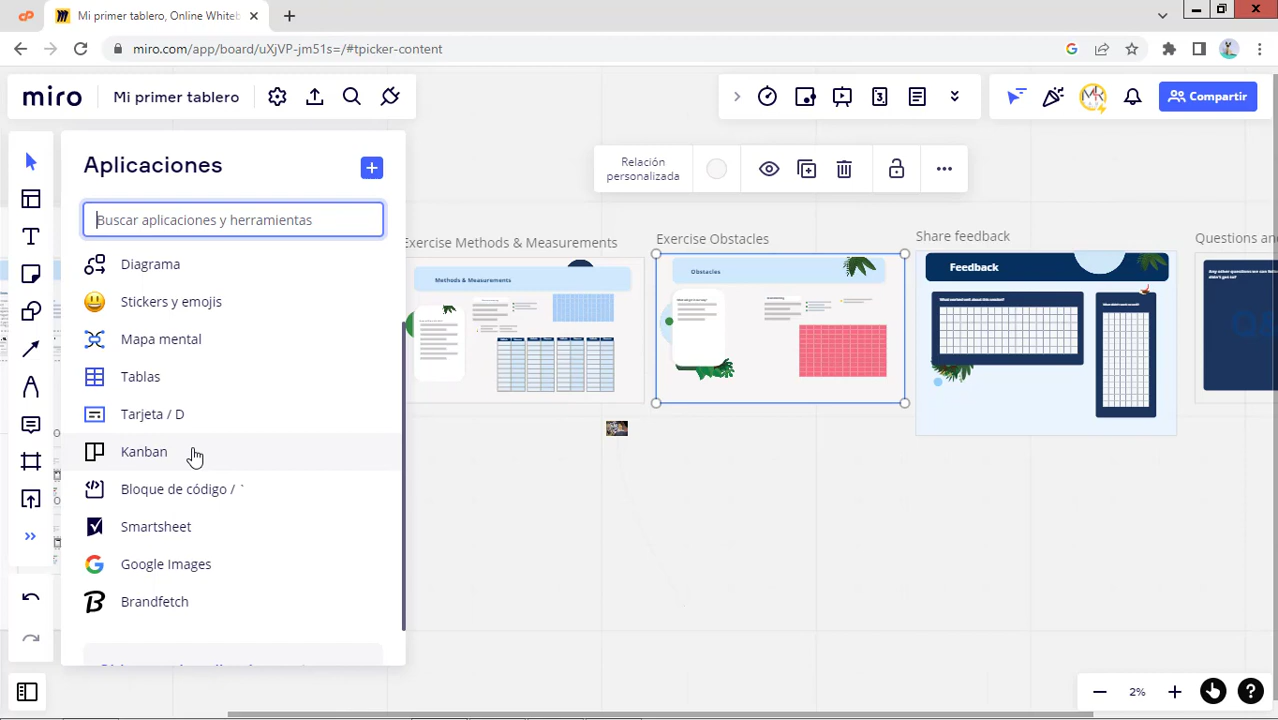 Mi primer tablero, Online Whiteb
miro.com/app/board/uXjVP-jm51s=/#tpicker-content
miro
Mi primer tablero
3
Compartir
Aplicaciones
Buscar aplicaciones y herramientas
Diagrama
Stickers y emojis
Mapa mental
Tablas
Tarjeta / D
Kanban
Bloque de código / `
Smartsheet
Google Images
Brandfetch
Relación
personalizada
Exercise Methods & Measurements
Methods & Measurements
Exercise Obstacles
Obstacles
Share feedback
Feedback
Questions an
2%